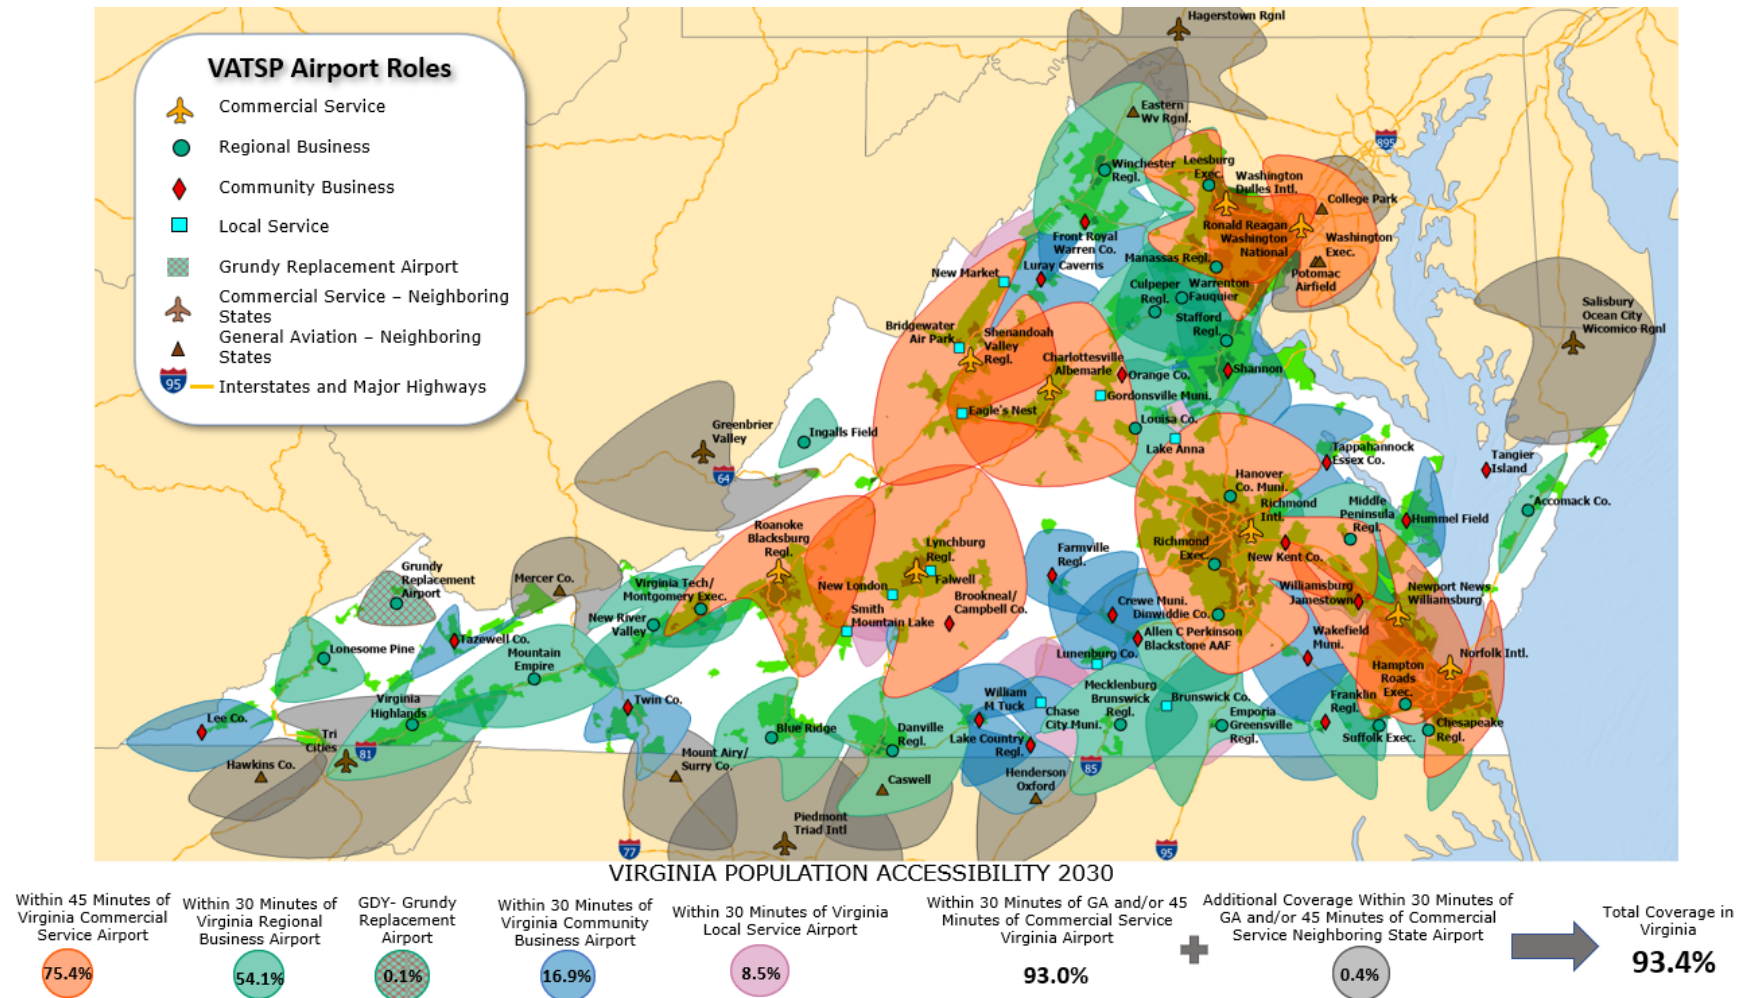 VATSP Airport Roles
Commercial Service
Regional Business
Community Business
Local Service
Grundy Replacement Airport
Commercial Service – Neighboring
States
General Aviation – Neighboring
States
95
Interstates and Major Highways
Hagerstown Rgnl
Eastern
Wv Rgnl.
895
Winchester
Regl.
Leesburg
Exec.
Washington
Dulles Intl.
College Park
Ronald Reagan
Washington
National
Washington
Exec.
Front Royal
Warren Co.
Manassas Regl.
Potomac
Airfield
New Market
Luray Caverns
Culpeper
Regl.
Warrenton
Fauquier
Stafford
Regl.
Salisbury
Ocean City
Wicomico Rgnl
Bridgewater
Air Park
Shenandoah
Valley
Regl.
Charlottesville
Albemarle
Orange Co.
Shannon
Gordonsville Muni.
Eagle's Nest
Louisa Co.
Lake Anna
Greenbrier
Valley
Ingalls Field
64
Tappahannock
Essex Co.
Tangier
Island
Hanover
Co. Muni.
Richmond
Intl.
Middle
Peninsula
Regl.
Hummel Field
Accomack Co.
Roanoke
Blacksburg
Regl.
Lynchburg
Regl.
Falwell
New London
Brookneal/
Campbell Co.
Smith
Mountain Lake
Farmville
Regl.
Richmond
Exec.
New Kent Co.
Williamsburg
Jamestown
Newport News
Williamsburg
Grundy
Replacement
Airport
Mercer Co.
Virginia Tech/
Montgomery Exec.
New River
Valley
Crewe Muni.
Dinwiddie Co.
Allen C Perkinson
Blackstone AAF
Wakefield
Muni.
Norfolk Intl.
Tazewell Co.
Lonesome Pine
Mountain
Empire
Lunenburg Co.
Hampton
Roads
Exec.
Virginia
Highlands
Twin Co.
William
M Tuck
Chase
City Muni.
Mecklenburg
Brunswick
Regl.
Brunswick Co.
Franklin
Regl.
Lee Co.
Tri
Cities
81
Blue Ridge
Danville
Regl.
Lake Country
Regl.
Emporia
Greensville
Regl.
Suffolk Exec.
Chesapeake
Regl.
Hawkins Co.
Mount Airy/
Surry Co.
Caswell
Henderson
Oxford
85
Piedmont
Triad Intl
77
95
VIRGINIA POPULATION ACCESSIBILITY 2030
Within 45 Minutes of
Virginia Commercial
Service Airport
75.4%
Within 30 Minutes of
Virginia Regional
Business Airport
54.1%
GDY- Grundy
Replacement
Airport
0.1%
Within 30 Minutes of
Virginia Community
Business Airport
16.9%
Within 30 Minutes of Virginia
Local Service Airport
8.5%
Within 30 Minutes of GA and/or 45
Minutes of Commercial Service
Virginia Airport
93.0%
Additional Coverage Within 30 Minutes of
GA and/or 45 Minutes of Commercial
Service Neighboring State Airport
0.4%
Total Coverage in
Virginia
93.4%